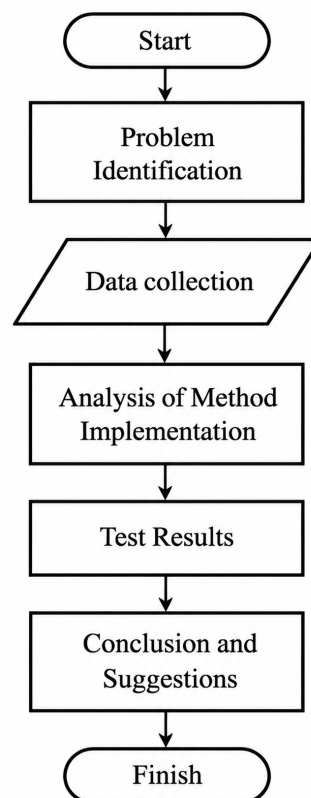 Start
Problem
Identification
Data collection
Analysis of Method
Implementation
Test Results
Conclusion and
Suggestions
Finish